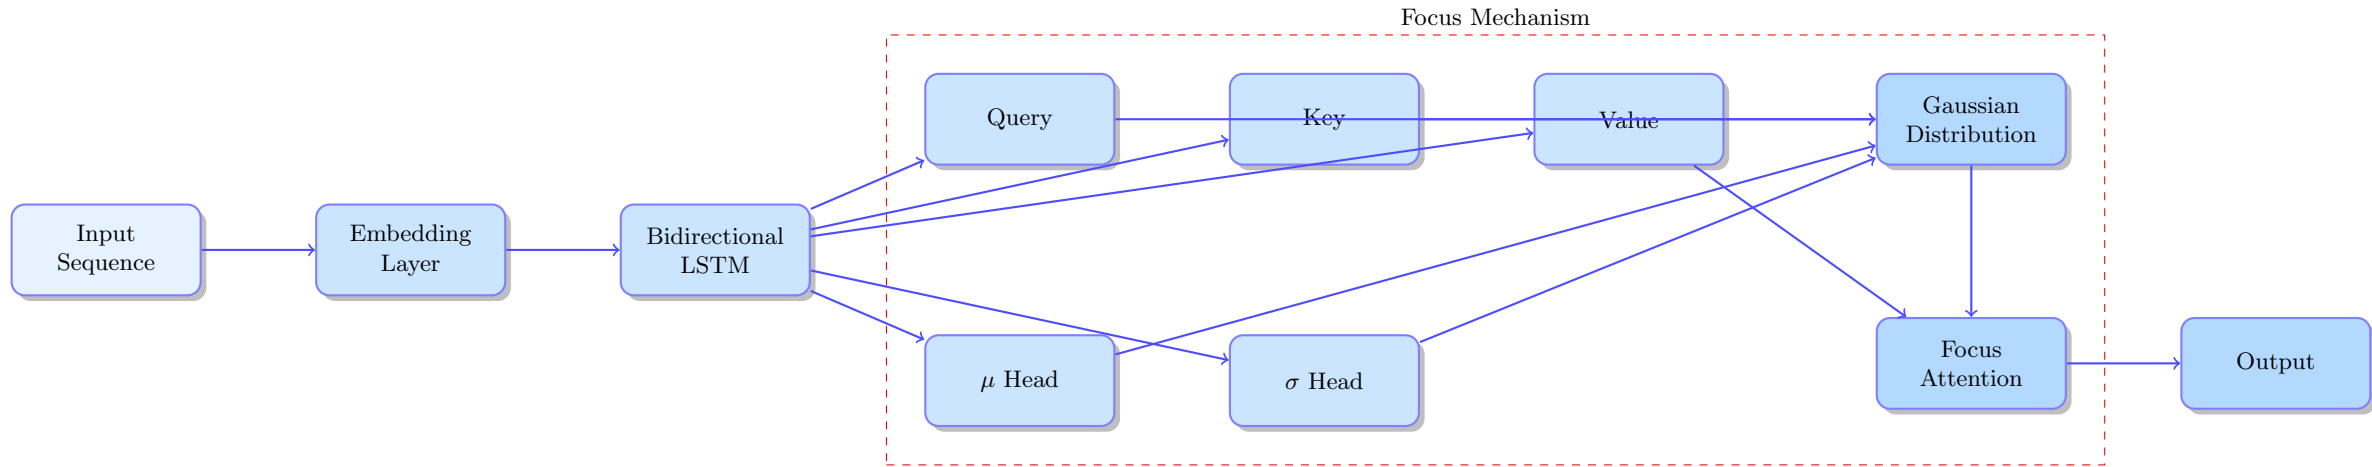 Focus Mechanism
Query
Key
Value
Gaussian
Distribution
Input
Sequence
Embedding
Layer
Bidirectional
LSTM
μ Head
σ Head
Focus
Attention
Output